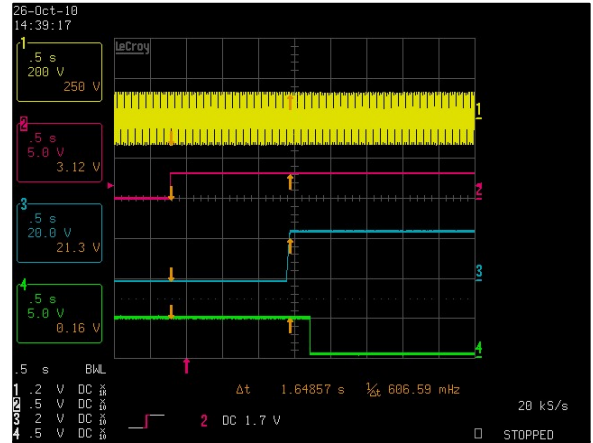 26-Oct-10
14:39:17
LeCroy
1
.5 s
200 V
250 V
1
2
.5 s
5.0 V
3.12 V
2
3
.5 s
20.0 V
21.3 V
3
4
.5 s
5.0 V
0.16 V
4
.5 s BWL
1 .2 V DC
2 .5 V DC
3 2 V DC
4 .5 V DC
Δt 1.64857 s 1/Δt 606.59 mHz
2 DC 1.7 V
20 kS/s
STOPPED